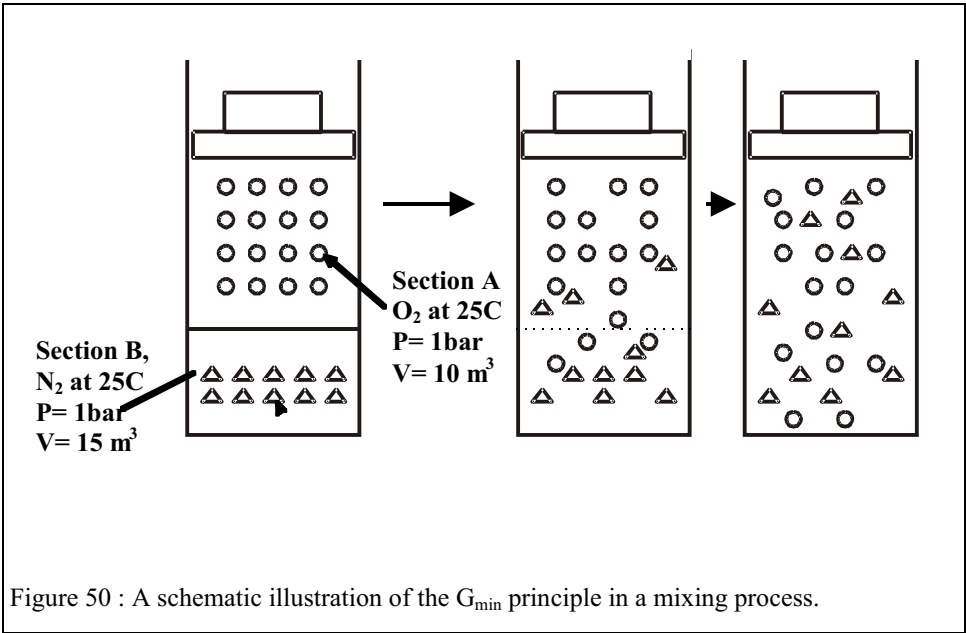 Section A
O₂ at 25C
P= 1bar
V= 10 m³
Section B,
N₂ at 25C
P= 1bar
V= 15 m³
Figure 50 : A schematic illustration of the Gₘᵢₙ principle in a mixing process.